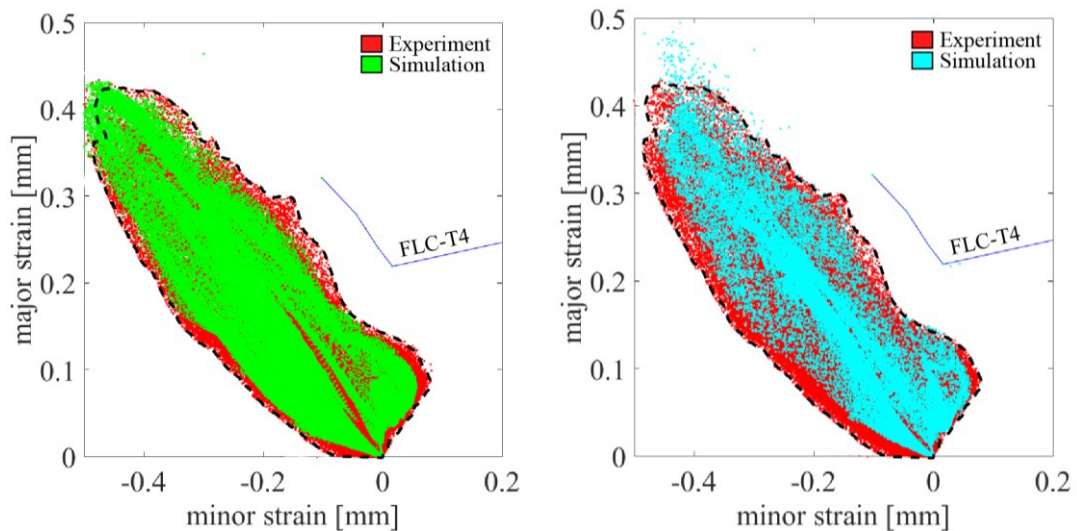 0.5
0.4
0.3
0.2
0.1
0
major strain [mm]
Experiment
Simulation
FLC-T4
-0.4
-0.2
0
0.2
minor strain [mm]
0.5
0.4
0.3
0.2
0.1
0
major strain [mm]
Experiment
Simulation
FLC-T4
-0.4
-0.2
0
0.2
minor strain [mm]